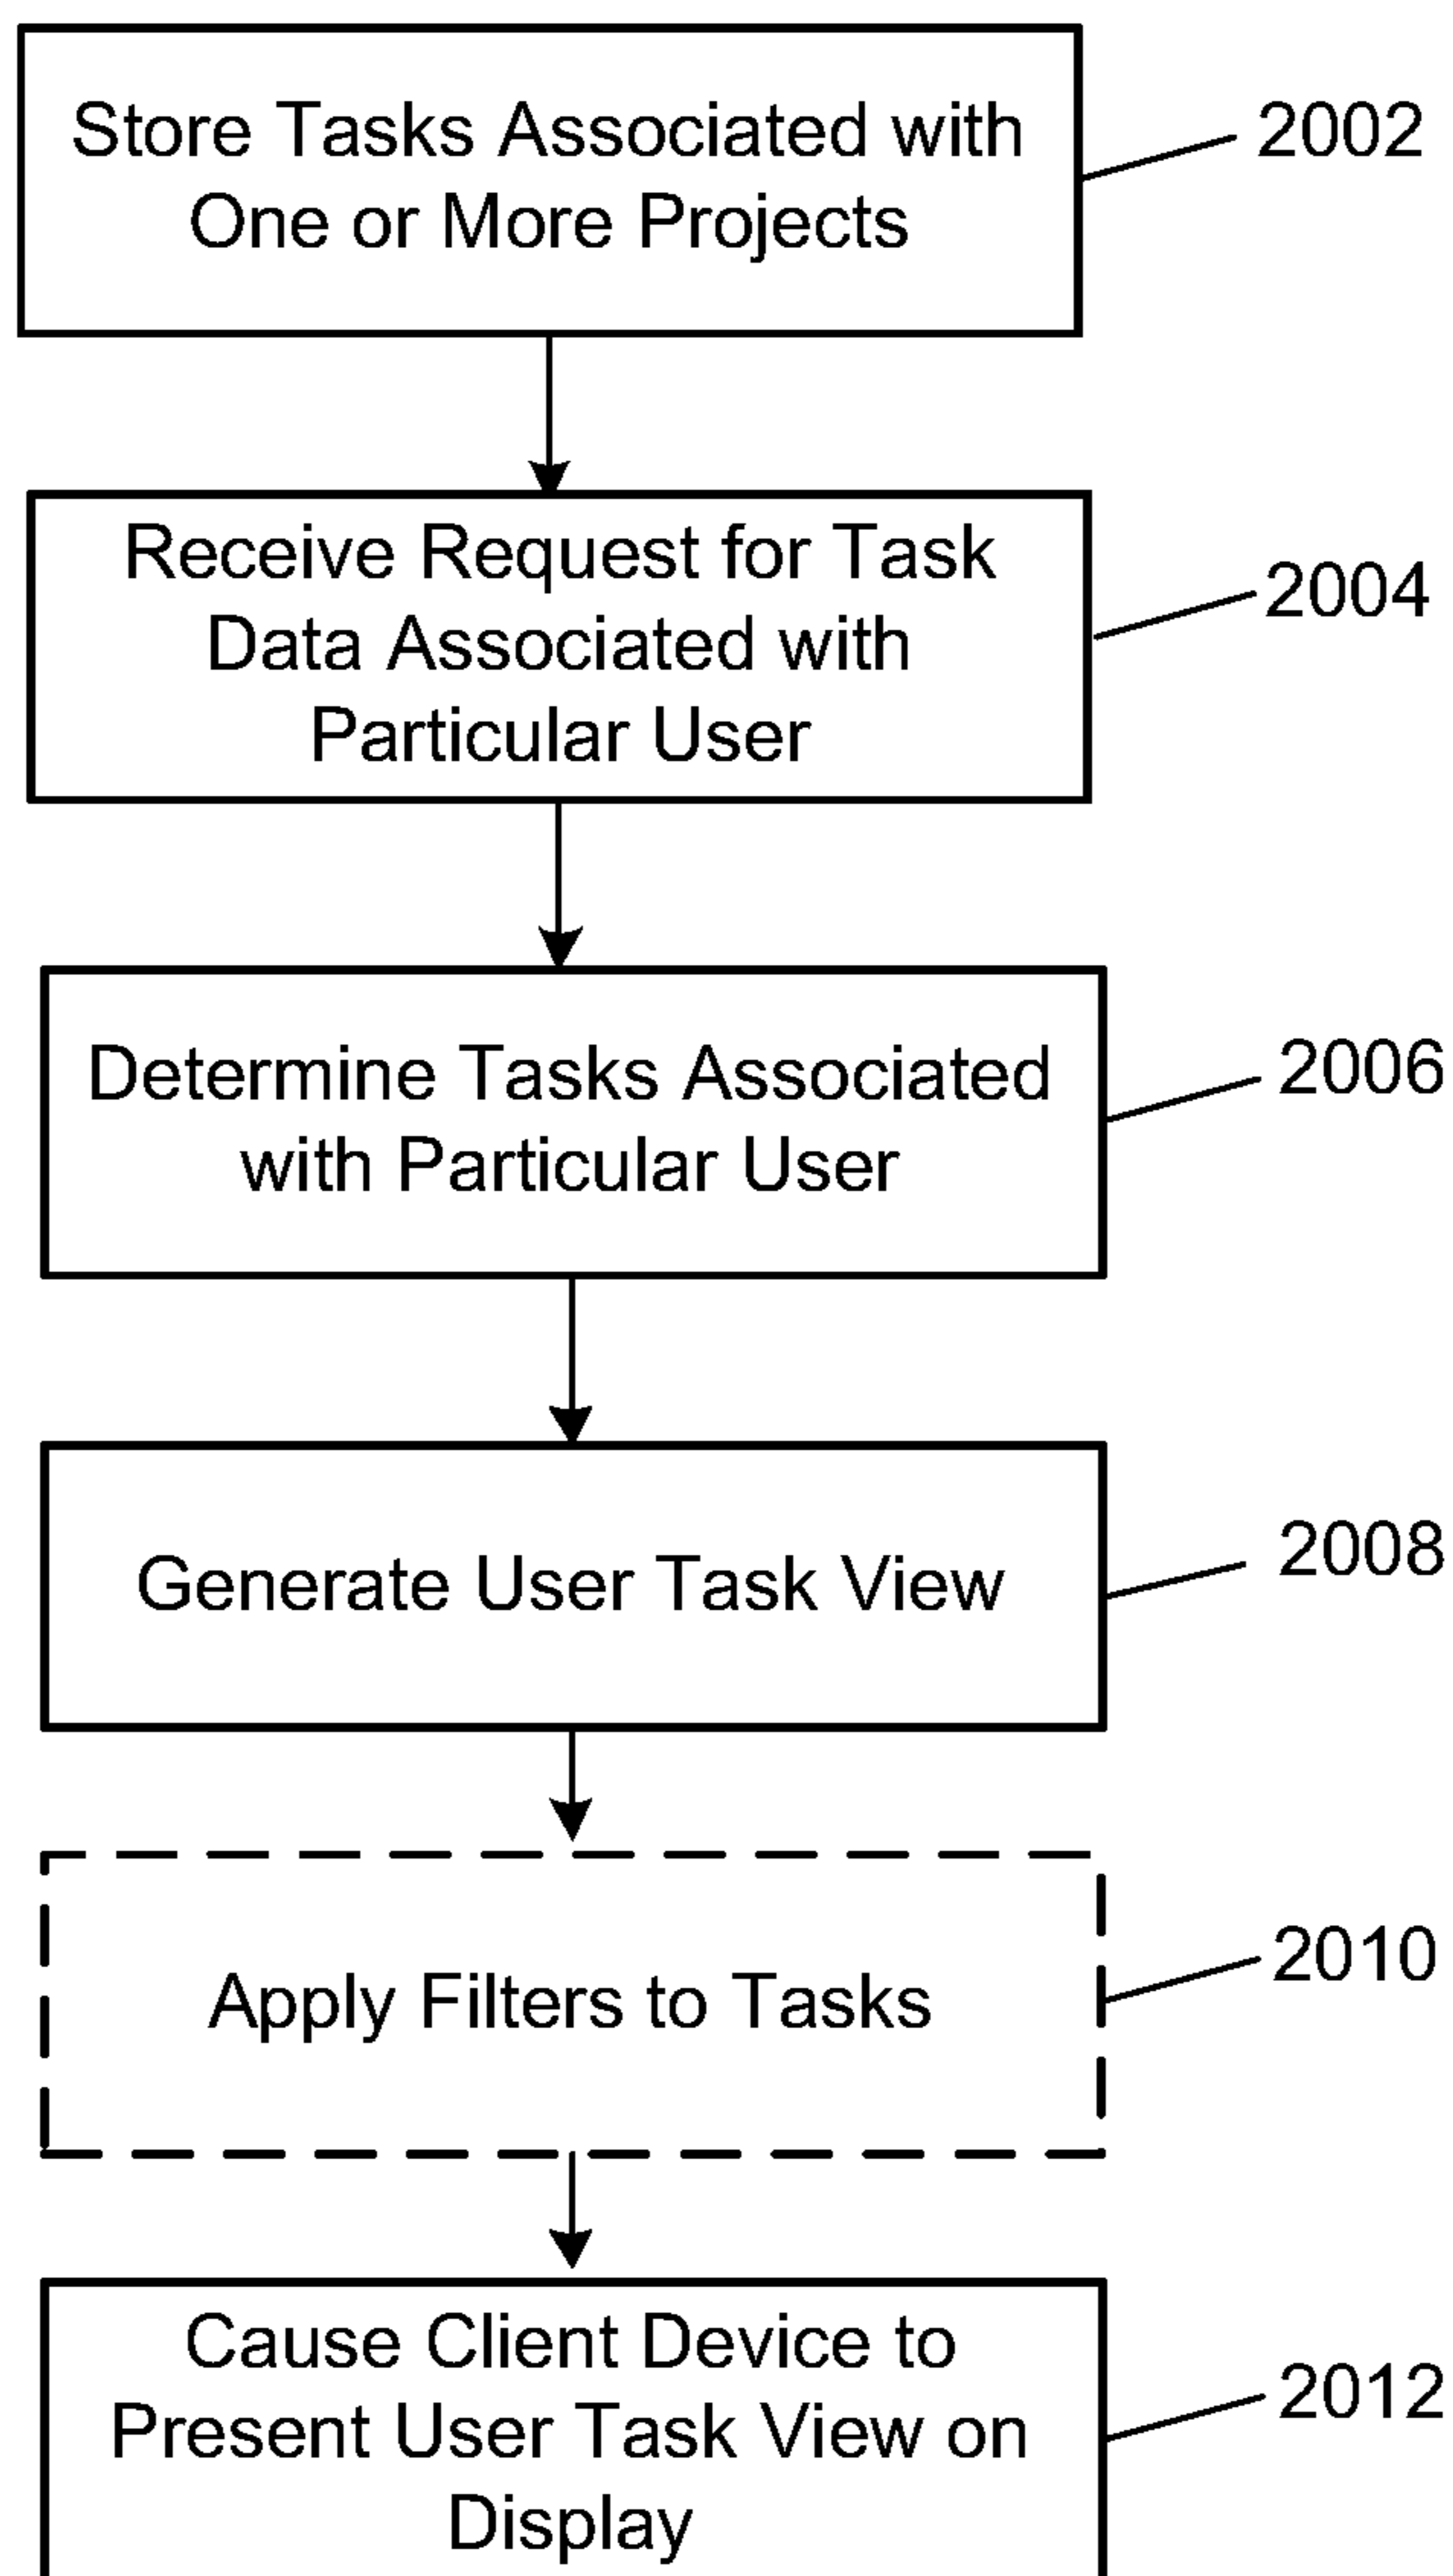 Store Tasks Associated with
One or More Projects
2002
Receive Request for Task
Data Associated with
Particular User
2004
Determine Tasks Associated
with Particular User
2006
Generate User Task View
2008
Apply Filters to Tasks
2010
Cause Client Device to
Present User Task View on
Display
2012